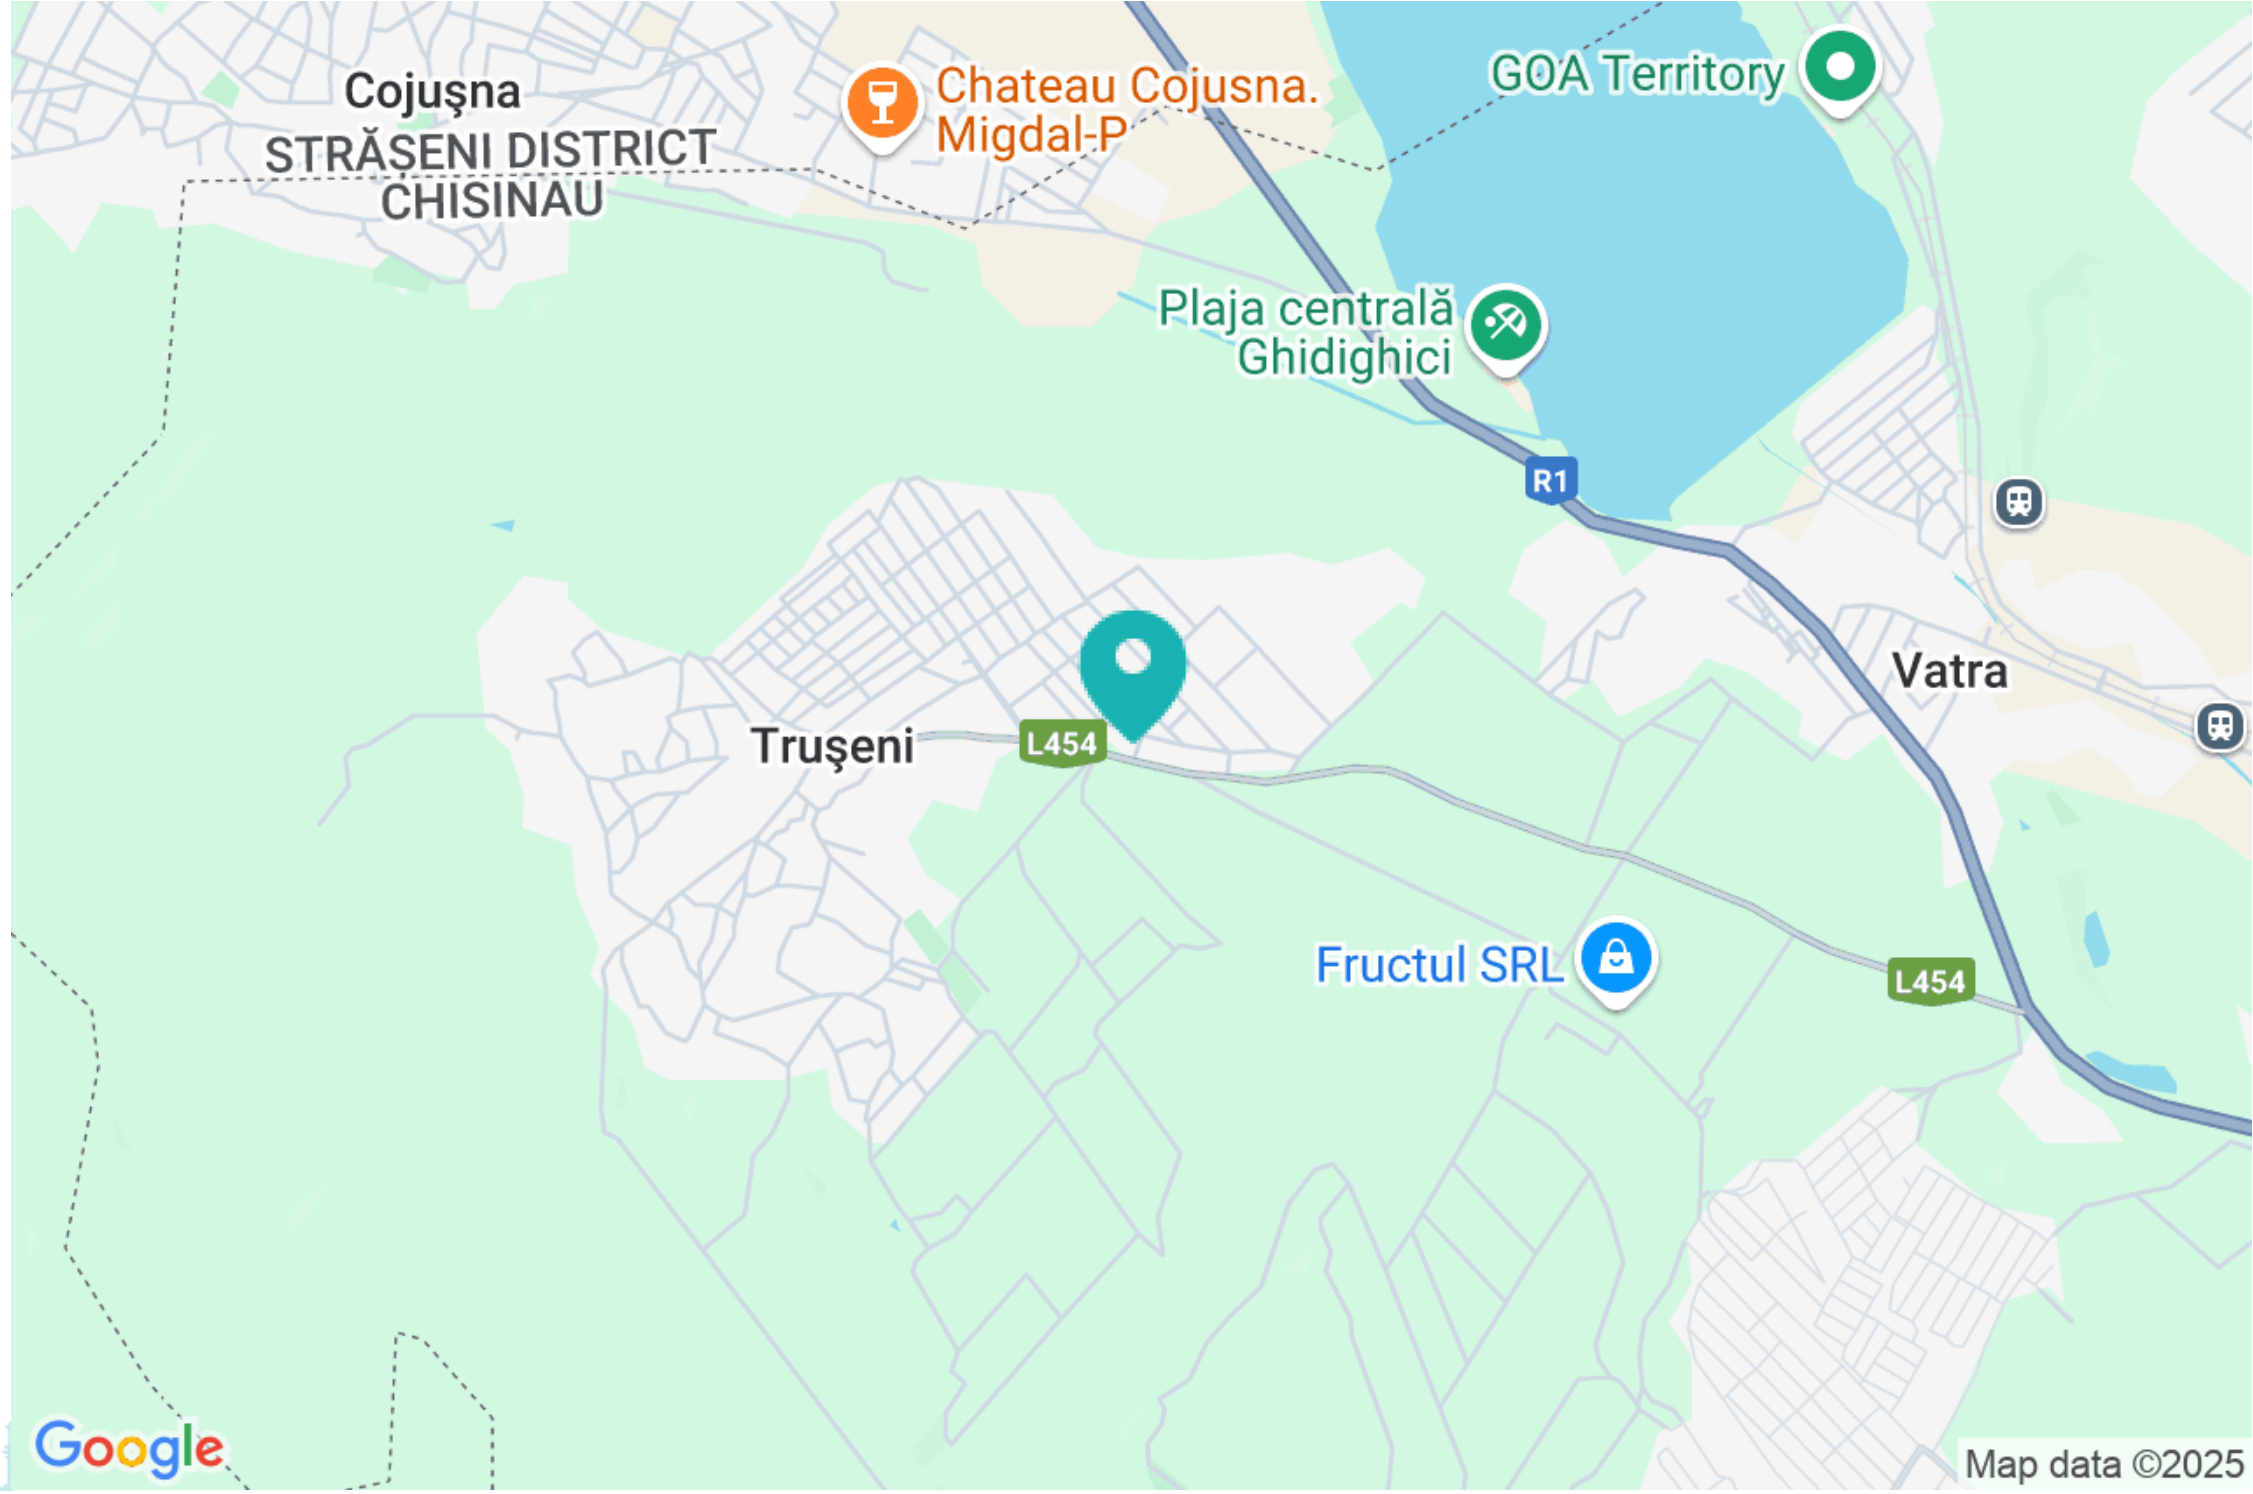 GOA Territory
Cojuşna
Chateau Cojusna.
Migdal-P
STRĂȘENI DISTRICT
CHISINAU
Plaja centrală
Ghidighici
R1
Vatra
Truşeni
L454
Fructul SRL
L454
Google
Map data ©2025